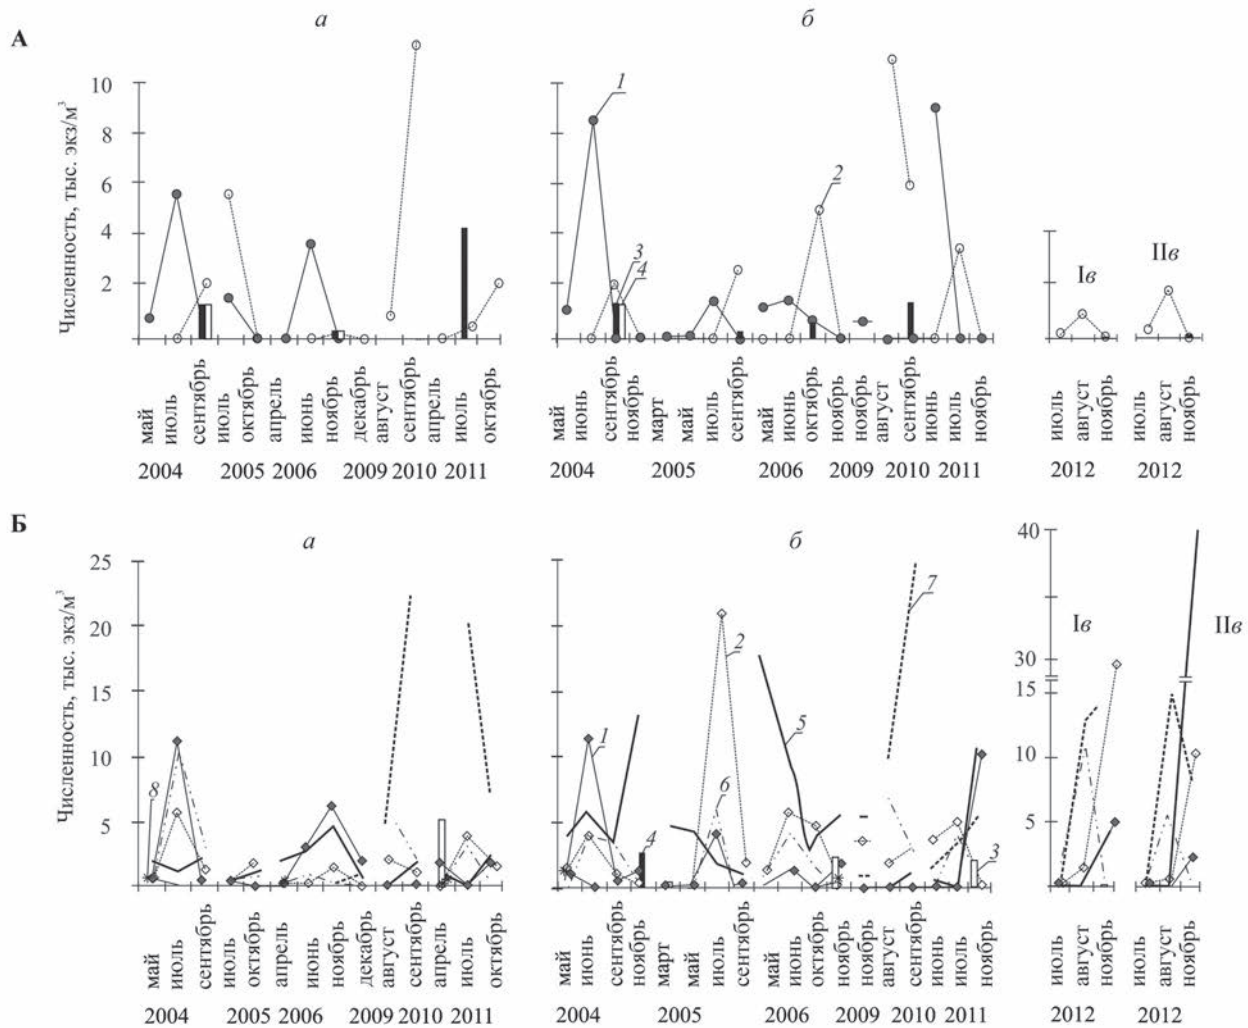 а б
А
1
10
8
6
4
2
Численность, тыс. экз/м³
2
3
4
Iв
IIв
май
июль
сентябрь
июль
октябрь
апрель
июнь
ноябрь
декабрь
август
сентябрь
апрель
июль
октябрь
май
июнь
сентябрь
ноябрь
март
май
июль
сентябрь
май
июнь
октябрь
ноябрь
ноябрь
август
сентябрь
июнь
июль
ноябрь
июль
август
ноябрь
июль
август
ноябрь
2004 2005 2006 2009 2010 2011 2004 2005 2006 2009 2010 2011 2012 2012
Б
а б
25
20
15
10
5
Численность, тыс. экз/м³
8
1
2
4
5
6
7
3
40
30
15
10
5
Iв
IIв
май
июль
сентябрь
июль
октябрь
апрель
июнь
ноябрь
декабрь
август
сентябрь
апрель
июль
октябрь
май
июнь
сентябрь
ноябрь
март
май
июль
сентябрь
май
июнь
октябрь
ноябрь
ноябрь
август
сентябрь
июнь
июль
ноябрь
июль
август
ноябрь
июль
август
ноябрь
2004 2005 2006 2009 2010 2011 2004 2005 2006 2009 2010 2011 2012 2012